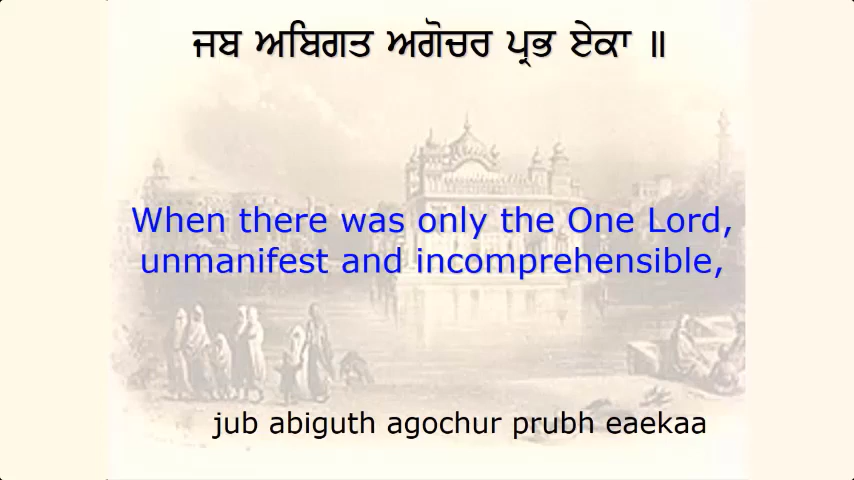 ਜਬ ਅਬਿਗਤ ਅਗੋਚਰ ਪ੍ਰਭ ਏਕਾ ॥
When there was only the One Lord,
unmanifest and incomprehensible,
jub abiguth agochur prubh eaekaa